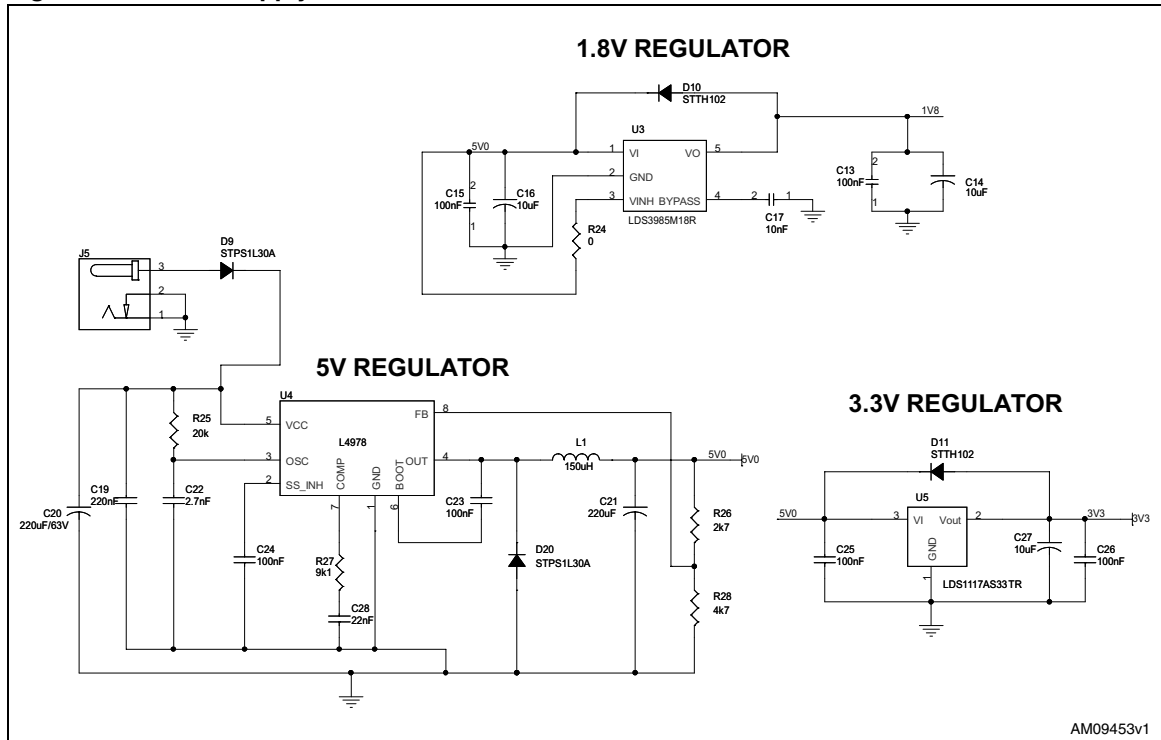 1.8V REGULATOR
D10
STTH102
U3
1V8
5V0
1 VI VO 5
2 GND
3 VINH BYPASS 4
LDS3985M18R
C15
100nF
2
1
C16
10uF
R24
0
2 1
C17
10nF
C13
100nF
2
1
C14
10uF
J5
3
2
1
D9
STPS1L30A
5V REGULATOR
U4
L4978
5 VCC
3 OSC
2 SS_INH
FB 8
OUT 4
COMP
7
GND
1
BOOT
6
R25
20k
C19
220nF
C20
220uF/63V
C22
2.7nF
C24
100nF
R27
9k1
C28
22nF
C23
100nF
D20
STPS1L30A
L1
150uH
C21
220uF
5V0
5V0
R26
2k7
R28
4k7
3.3V REGULATOR
D11
STTH102
U5
5V0
3 VI Vout 2
GND
1
LDS1117AS33TR
C25
100nF
C27
10uF
C26
100nF
3V3
3V3
AM09453v1